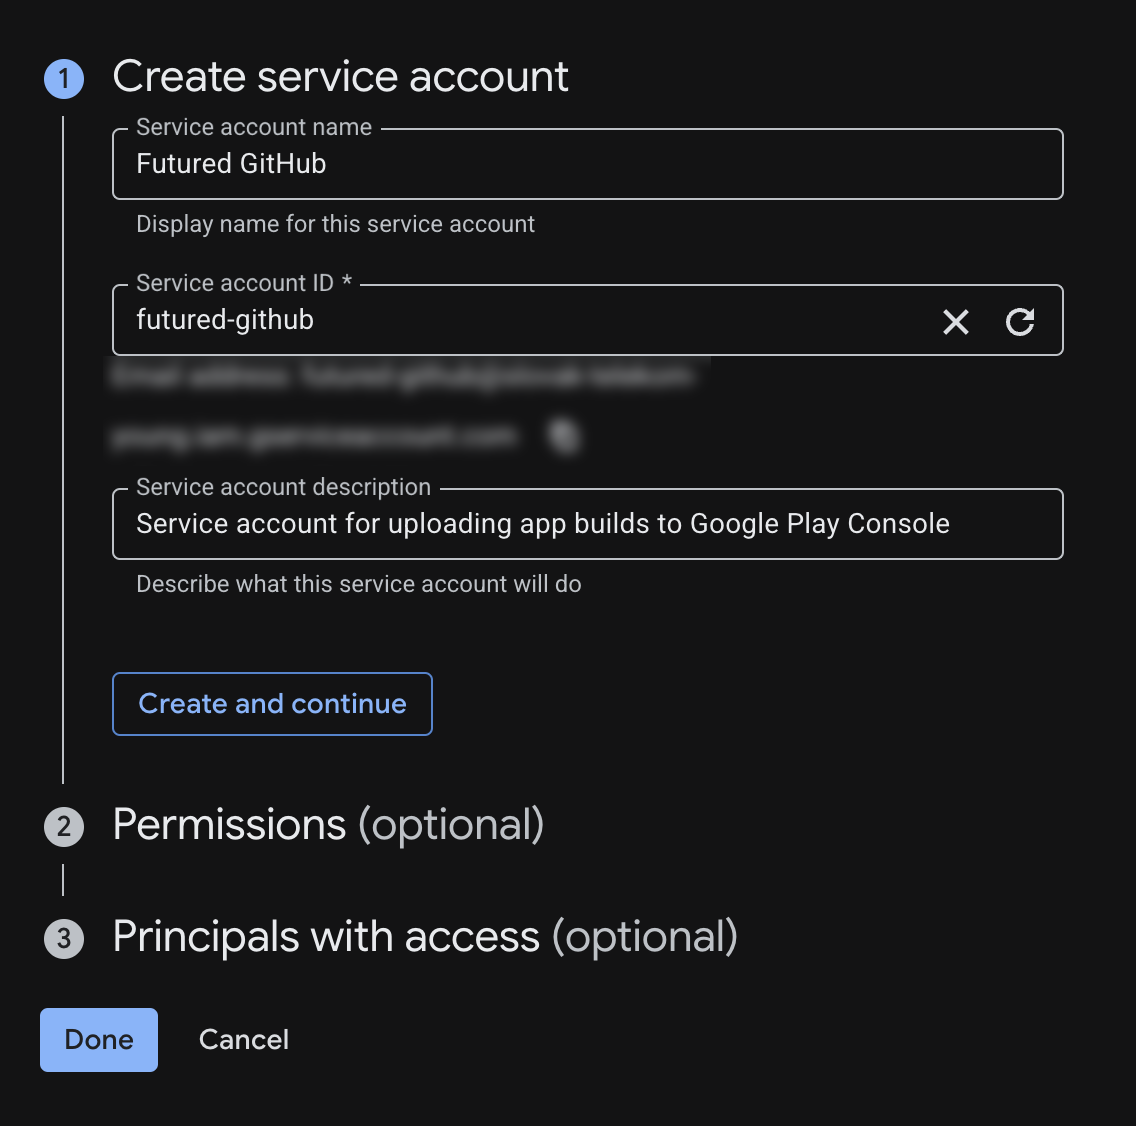 1 Create service account
Service account name
Futured GitHub
Display name for this service account
Service account ID *
futured-github
Service account description
Service account for uploading app builds to Google Play Console
Describe what this service account will do
Create and continue
2 Permissions (optional)
3 Principals with access (optional)
Done Cancel